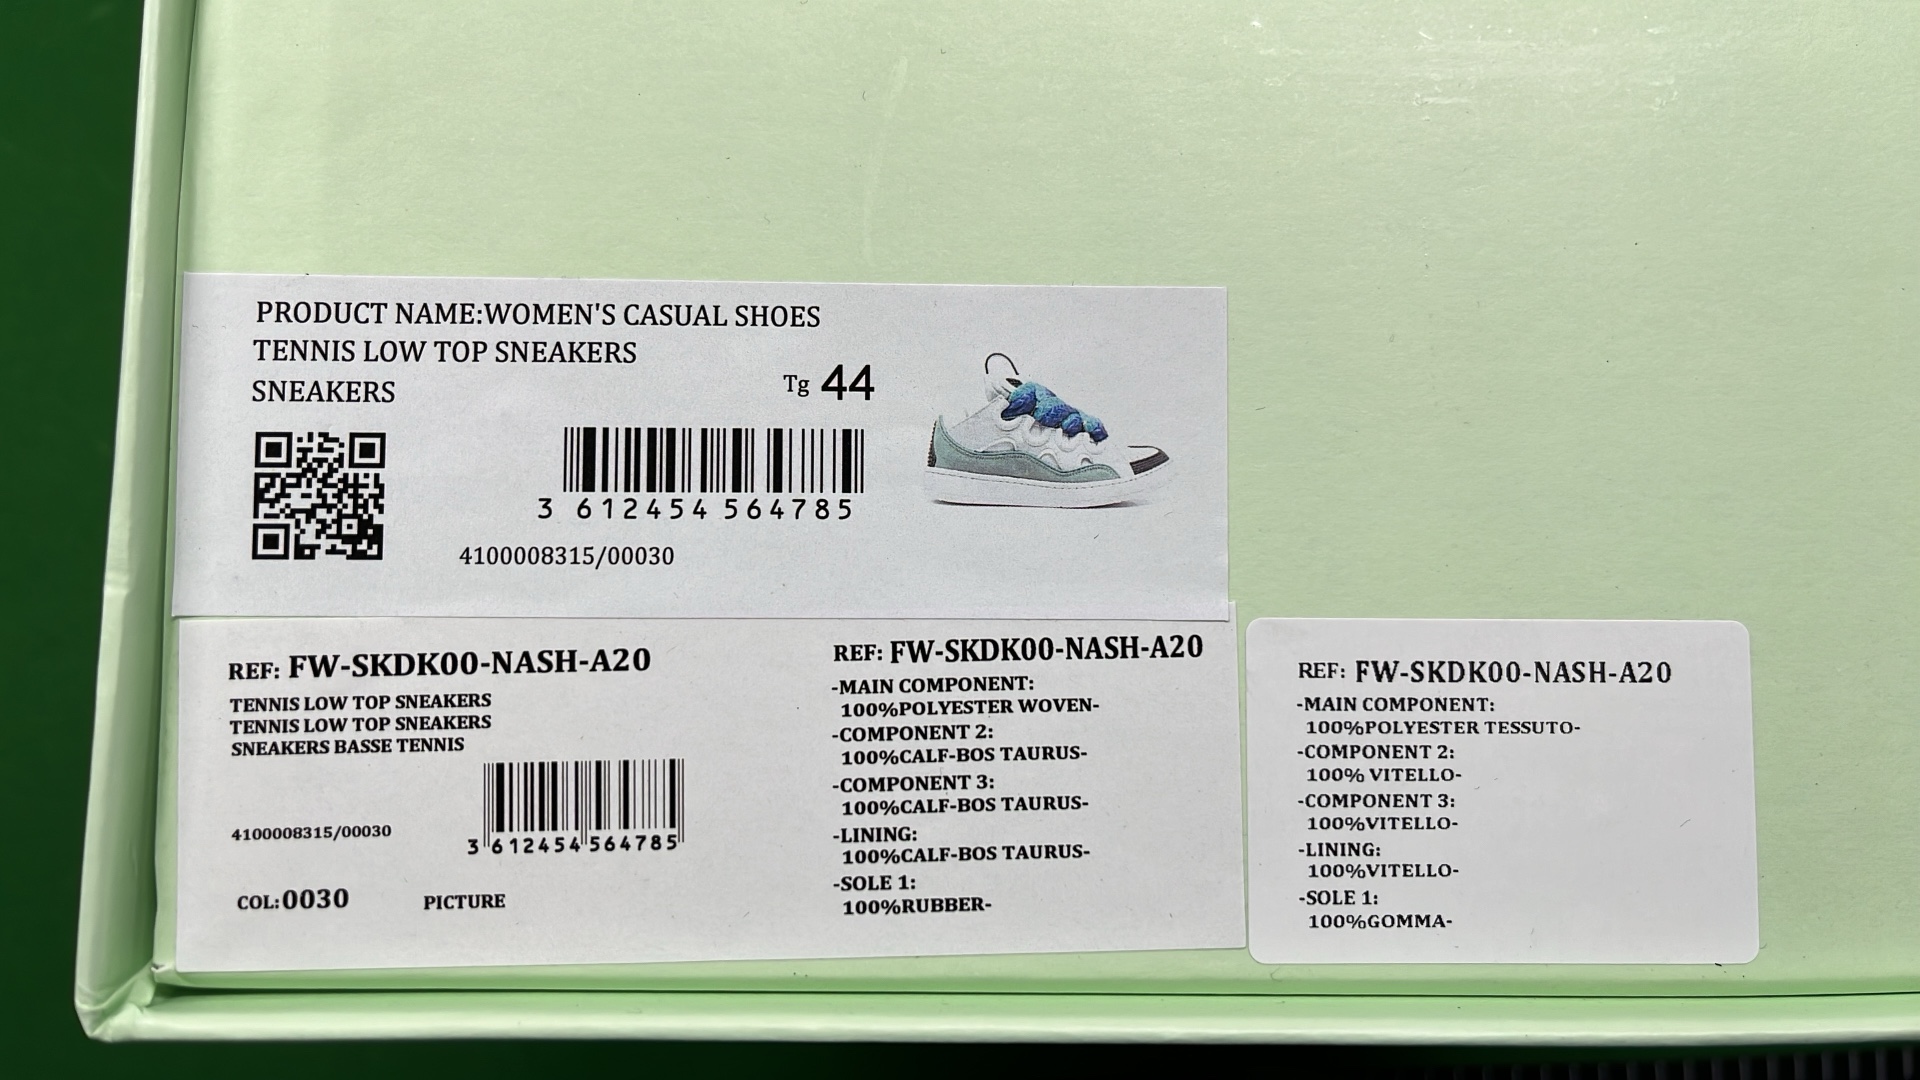 PRODUCT NAME:WOMEN'S CASUAL SHOES
TENNIS LOW TOP SNEAKERS
SNEAKERS
Tg 44
3 612454 564785
4100008315/00030
REF: FW-SKDK00-NASH-A20
TENNIS LOW TOP SNEAKERS
TENNIS LOW TOP SNEAKERS
SNEAKERS BASSE TENNIS
4100008315/00030
3 612454 564785
COL:0030 PICTURE
REF: FW-SKDK00-NASH-A20
-MAIN COMPONENT:
100%POLYESTER WOVEN-
-COMPONENT 2:
100%CALF-BOS TAURUS-
-COMPONENT 3:
100%CALF-BOS TAURUS-
-LINING:
100%CALF-BOS TAURUS-
-SOLE 1:
100%RUBBER-
REF: FW-SKDK00-NASH-A20
-MAIN COMPONENT:
100%POLYESTER TESSUTO-
-COMPONENT 2:
100% VITELLO-
-COMPONENT 3:
100%VITELLO-
-LINING:
100%VITELLO-
-SOLE 1:
100%GOMMA-